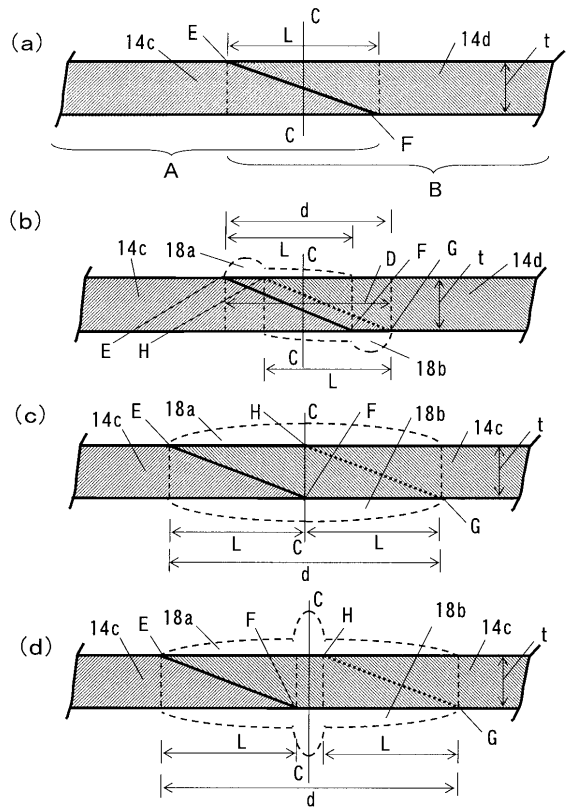 (a)
E L C
14c 14d t
C F
A B
(b)
d
18a L C
14c D F G t 14d
E H C 18b
L
(c)
E 18a H C F 18b
14c 14c t
L C L G
d
(d)
E 18a F C H 18b
14c 14c t
L L G
C
d